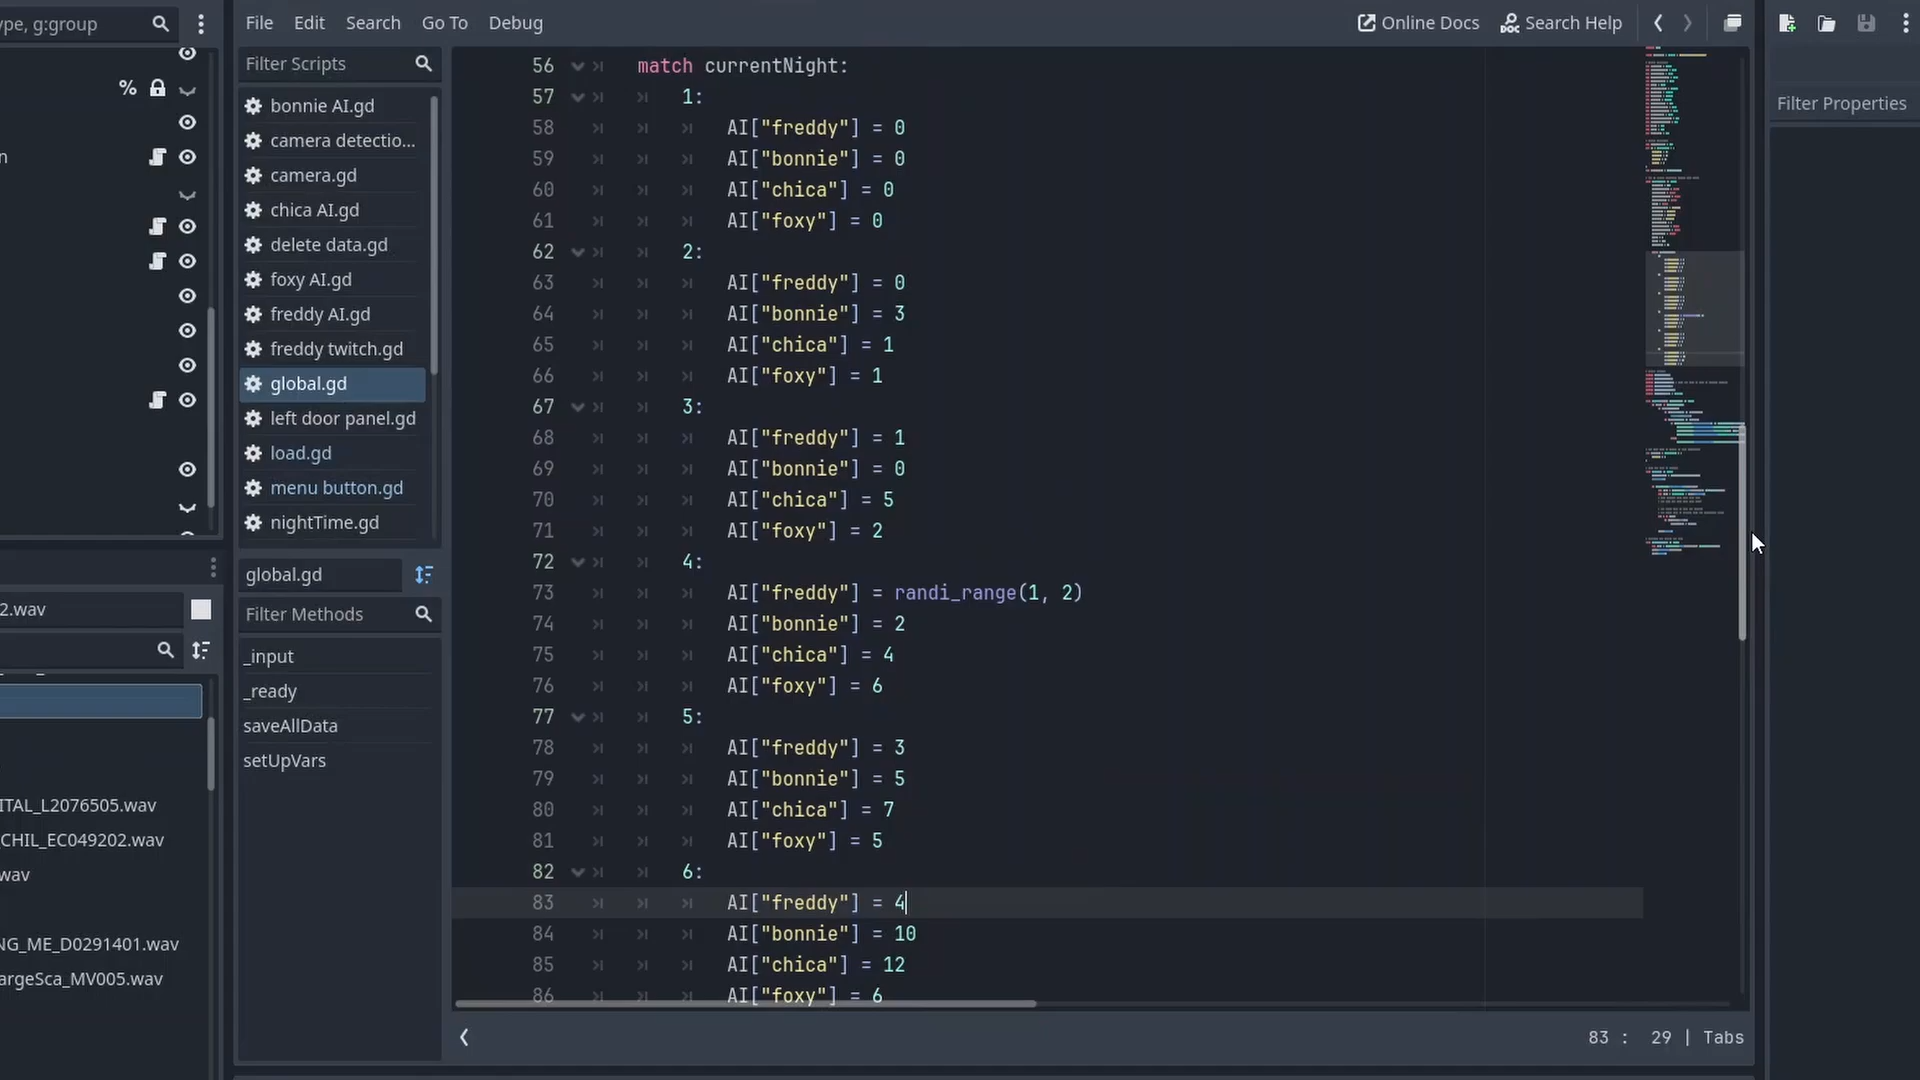 ype, g:group
%
n
2.wav
ITAL_L2076505.wav
CHIL_EC049202.wav
wav
NG_ME_D0291401.wav
argeSca_MV005.wav
File Edit Search Go To Debug
Online Docs Search Help
Filter Scripts
bonnie AI.gd
camera detectio...
camera.gd
chica AI.gd
delete data.gd
foxy AI.gd
freddy AI.gd
freddy twitch.gd
global.gd
left door panel.gd
load.gd
menu button.gd
nightTime.gd
global.gd
Filter Methods
_input
_ready
saveAllData
setUpVars
56 match currentNight:
57 1:
58 AI["freddy"] = 0
59 AI["bonnie"] = 0
60 AI["chica"] = 0
61 AI["foxy"] = 0
62 2:
63 AI["freddy"] = 0
64 AI["bonnie"] = 3
65 AI["chica"] = 1
66 AI["foxy"] = 1
67 3:
68 AI["freddy"] = 1
69 AI["bonnie"] = 0
70 AI["chica"] = 5
71 AI["foxy"] = 2
72 4:
73 AI["freddy"] = randi_range(1, 2)
74 AI["bonnie"] = 2
75 AI["chica"] = 4
76 AI["foxy"] = 6
77 5:
78 AI["freddy"] = 3
79 AI["bonnie"] = 5
80 AI["chica"] = 7
81 AI["foxy"] = 5
82 6:
83 AI["freddy"] = 4
84 AI["bonnie"] = 10
85 AI["chica"] = 12
86 AI["foxy"] = 6
83 : 29 | Tabs
Filter Properties